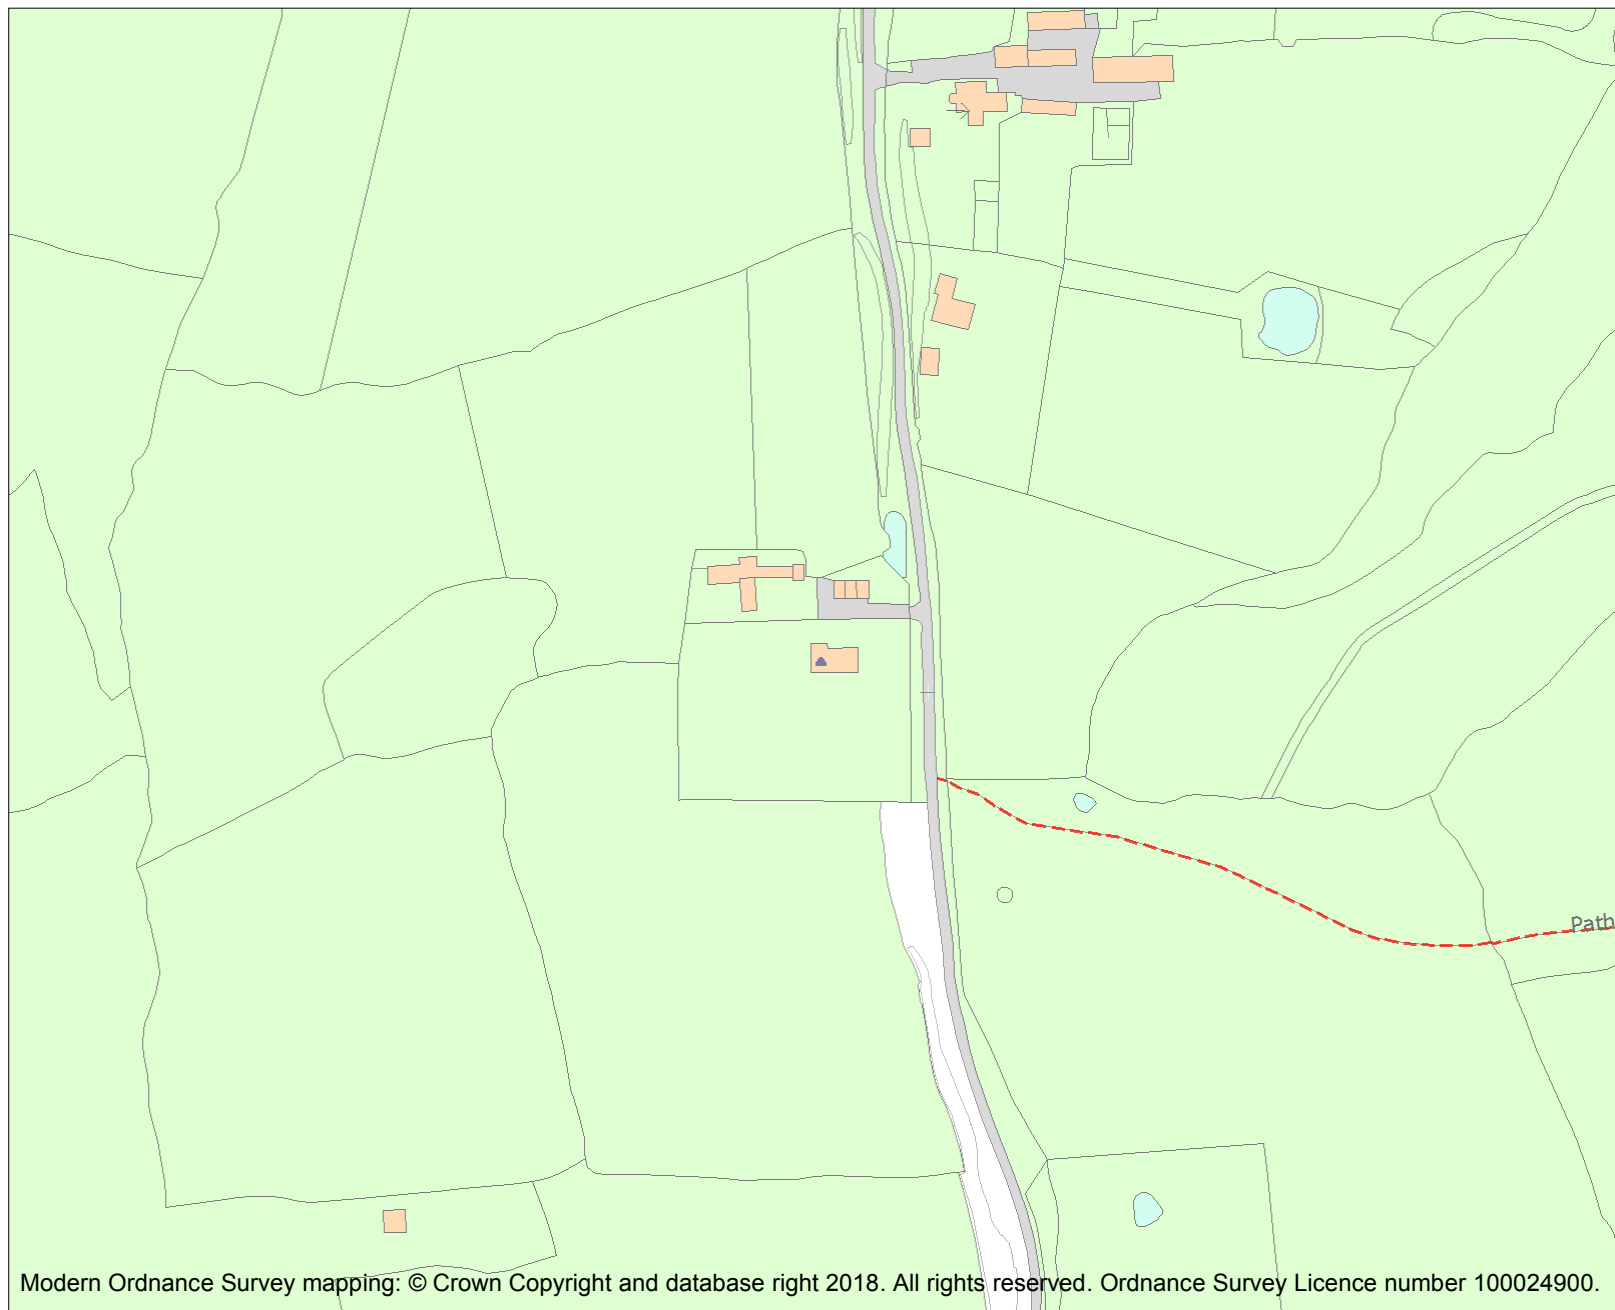 Path
Modern Ordnance Survey mapping: © Crown Copyright and database right 2018. All rights reserved. Ordnance Survey Licence number 100024900.